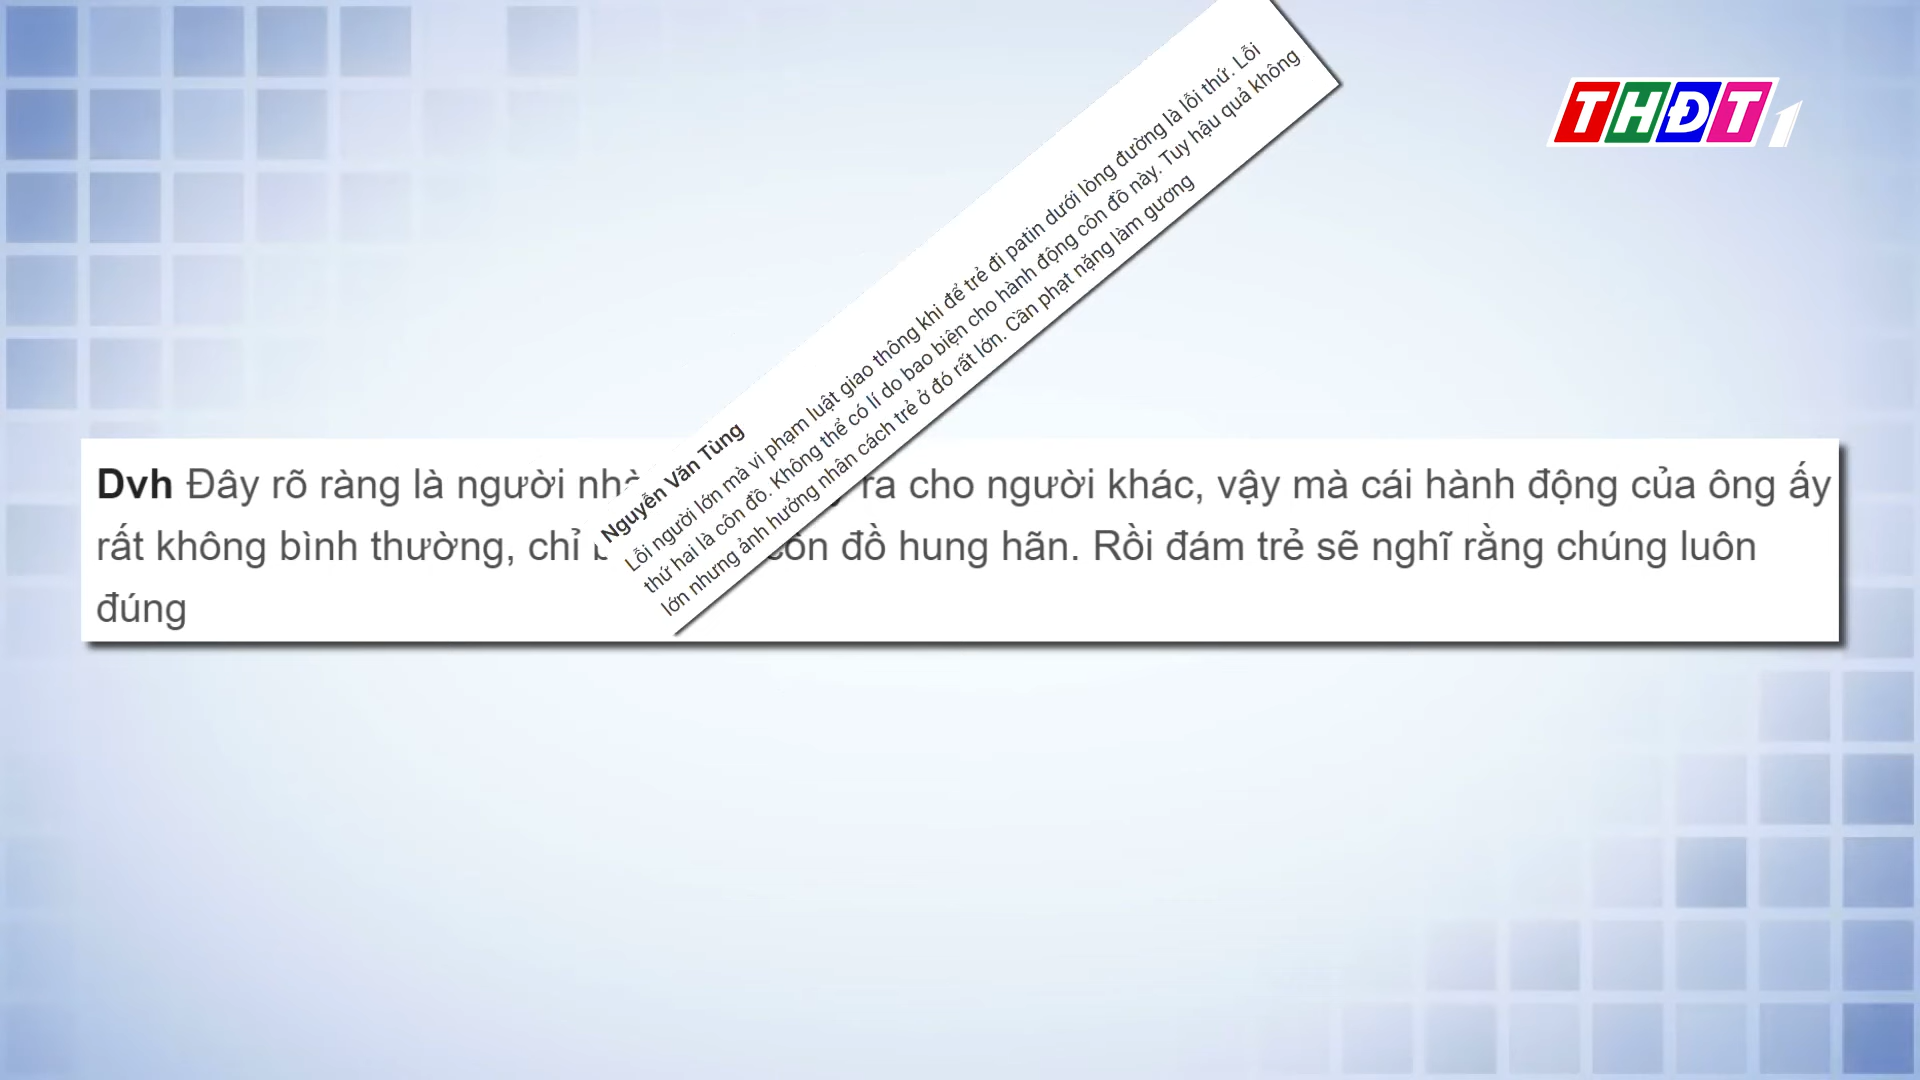 THĐT1
Nguyễn Văn Tùng
Lỗi người lớn mà vi phạm luật giao thông khi để trẻ đi patin dưới lòng đường là lỗi thứ. Lỗi
thứ hai là côn đồ. Không thể có lí do bao biện cho hành động côn đồ này. Tuy hậu quả không
lớn nhưng ảnh hưởng nhân cách trẻ ở đó rất lớn. Cần phạt nặng làm gương
Dvh Đây rõ ràng là người ra cho người khác, vậy mà cái hành động của ông ấy
rất không bình thường, chỉ côn đồ hung hãn. Rồi đám trẻ sẽ nghĩ rằng chúng luôn
đúng